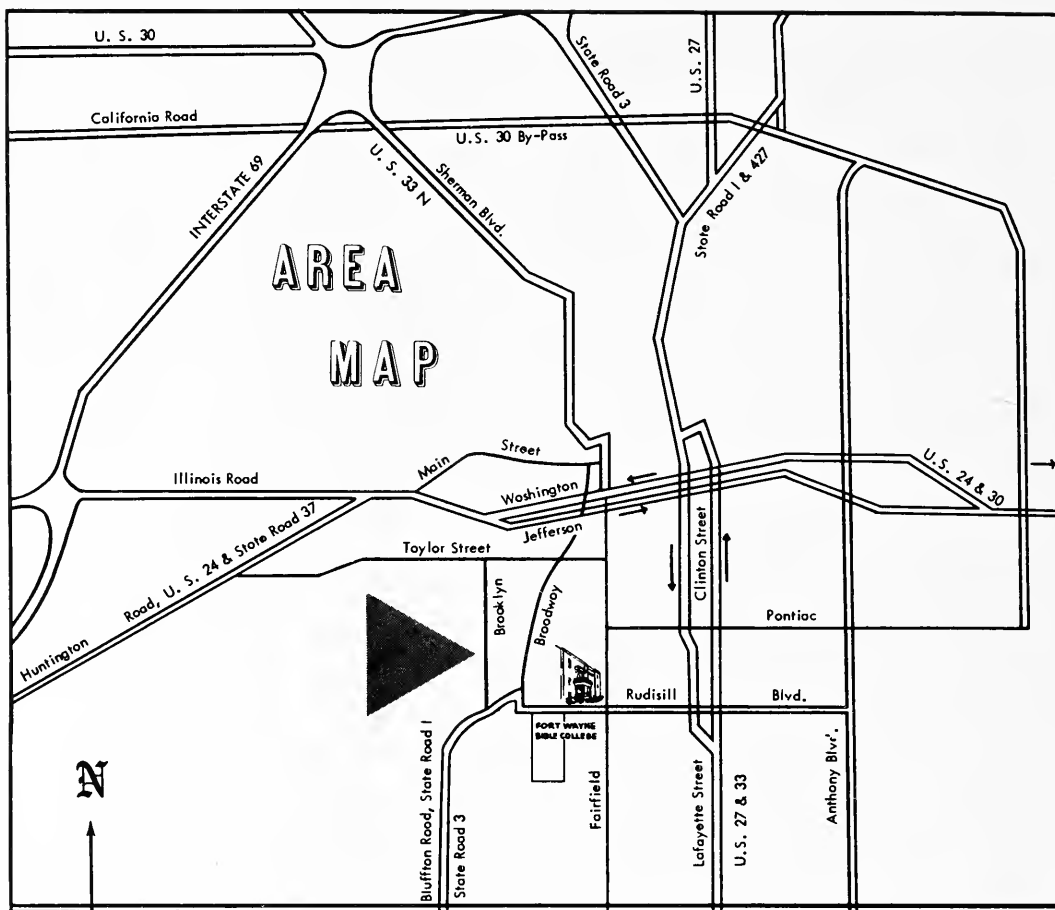 U. S. 30
State Road 3
U.S. 27
California Road
U.S. 30 By-Pass
State Road 1 & 427
INTERSTATE 69
U. S. 33 N
Sherman Blvd.
AREA
MAP
Illinois Road
Main
Street
Washington
Jefferson
U.S. 24 & 30
Huntington
Road, U. S. 24 & State Road 37
Taylor Street
Brooklyn
Broadway
Clinton Street
Pontiac
Rudisill
Blvd.
FORT WAYNE
BIBLE COLLEGE
N
Bluffton Road, State Road 1
State Road 3
Fairfield
Lafayette Street
U.S. 27 & 33
Anthony Blvd.